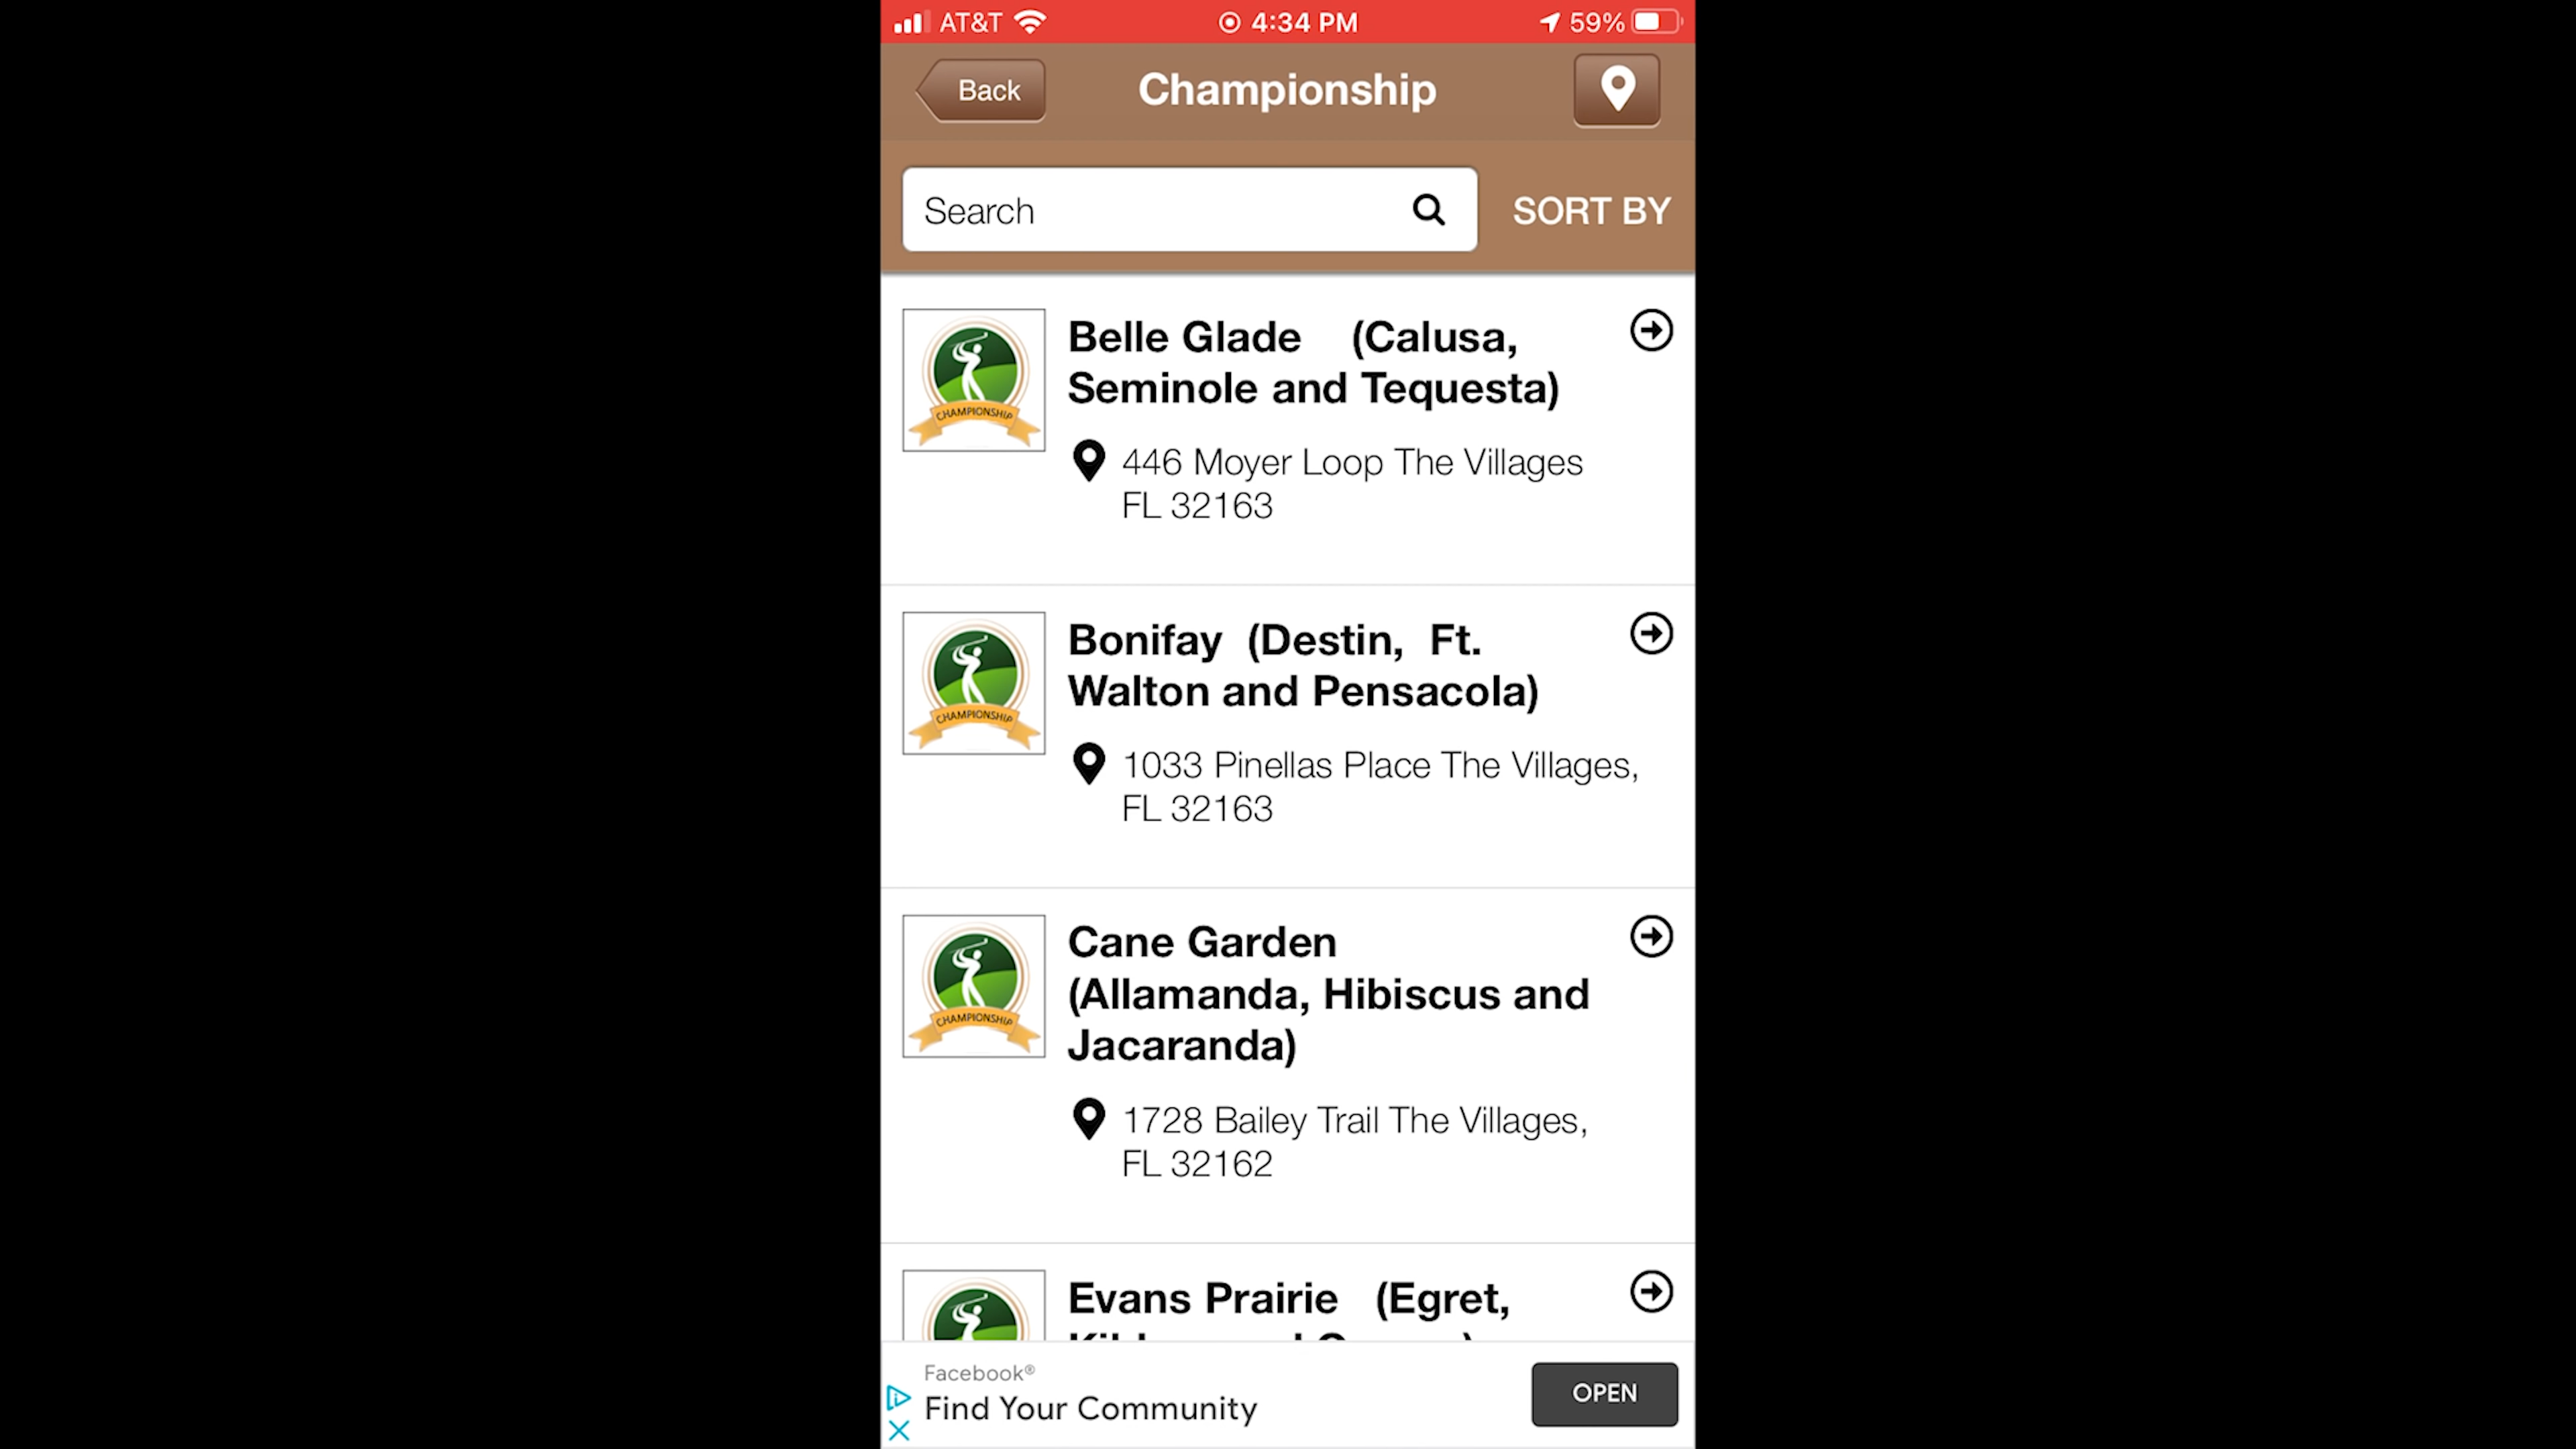 AT&T 4:34 PM 59%
Back Championship
Search SORT BY
Belle Glade (Calusa,
Seminole and Tequesta)
CHAMPIONSHIP
446 Moyer Loop The Villages
FL 32163
Bonifay (Destin, Ft.
Walton and Pensacola)
CHAMPIONSHIP
1033 Pinellas Place The Villages,
FL 32163
Cane Garden
(Allamanda, Hibiscus and
Jacaranda)
CHAMPIONSHIP
1728 Bailey Trail The Villages,
FL 32162
Evans Prairie (Egret,
Facebook®
Find Your Community
OPEN